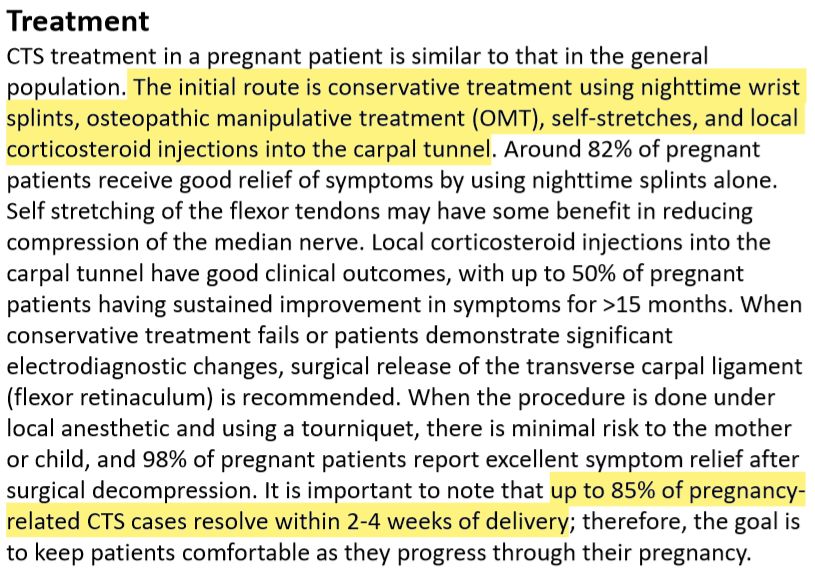 Treatment
CTS treatment in a pregnant patient is similar to that in the general
population. The initial route is conservative treatment using nighttime wrist
splints, osteopathic manipulative treatment (OMT), self-stretches, and local
corticosteroid injections into the carpal tunnel. Around 82% of pregnant
patients receive good relief of symptoms by using nighttime splints alone.
Self stretching of the flexor tendons may have some benefit in reducing
compression of the median nerve. Local corticosteroid injections into the
carpal tunnel have good clinical outcomes, with up to 50% of pregnant
patients having sustained improvement in symptoms for >15 months. When
conservative treatment fails or patients demonstrate significant
electrodiagnostic changes, surgical release of the transverse carpal ligament
(flexor retinaculum) is recommended. When the procedure is done under
local anesthetic and using a tourniquet, there is minimal risk to the mother
or child, and 98% of pregnant patients report excellent symptom relief after
surgical decompression. It is important to note that up to 85% of pregnancy-
related CTS cases resolve within 2-4 weeks of delivery; therefore, the goal is
to keep patients comfortable as they progress through their pregnancy.